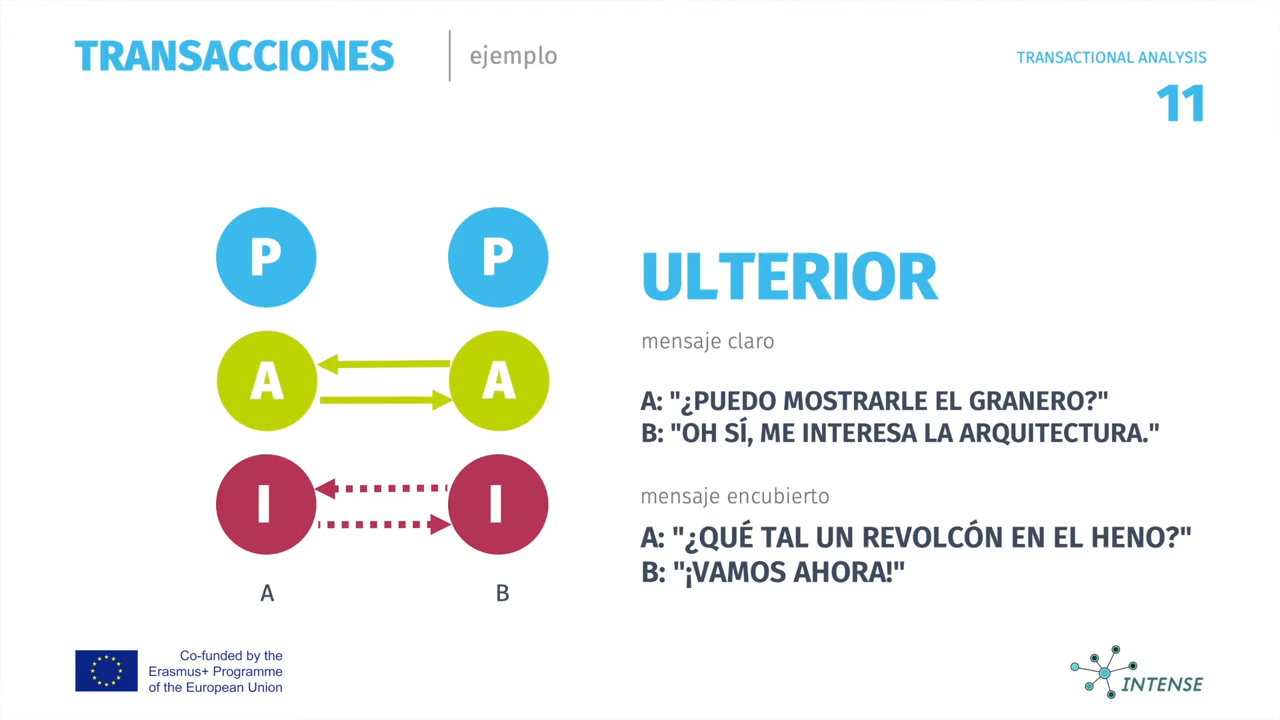 TRANSACCIONES
ejemplo
TRANSACTIONAL ANALYSIS
11
P
P
A
A
I
I
A
B
ULTERIOR
mensaje claro
A: "¿PUEDO MOSTRARLE EL GRANERO?"
B: "OH SÍ, ME INTERESA LA ARQUITECTURA."
mensaje encubierto
A: "¿QUÉ TAL UN REVOLCÓN EN EL HENO?"
B: "¡VAMOS AHORA!"
Co-funded by the
Erasmus+ Programme
of the European Union
INTENSE